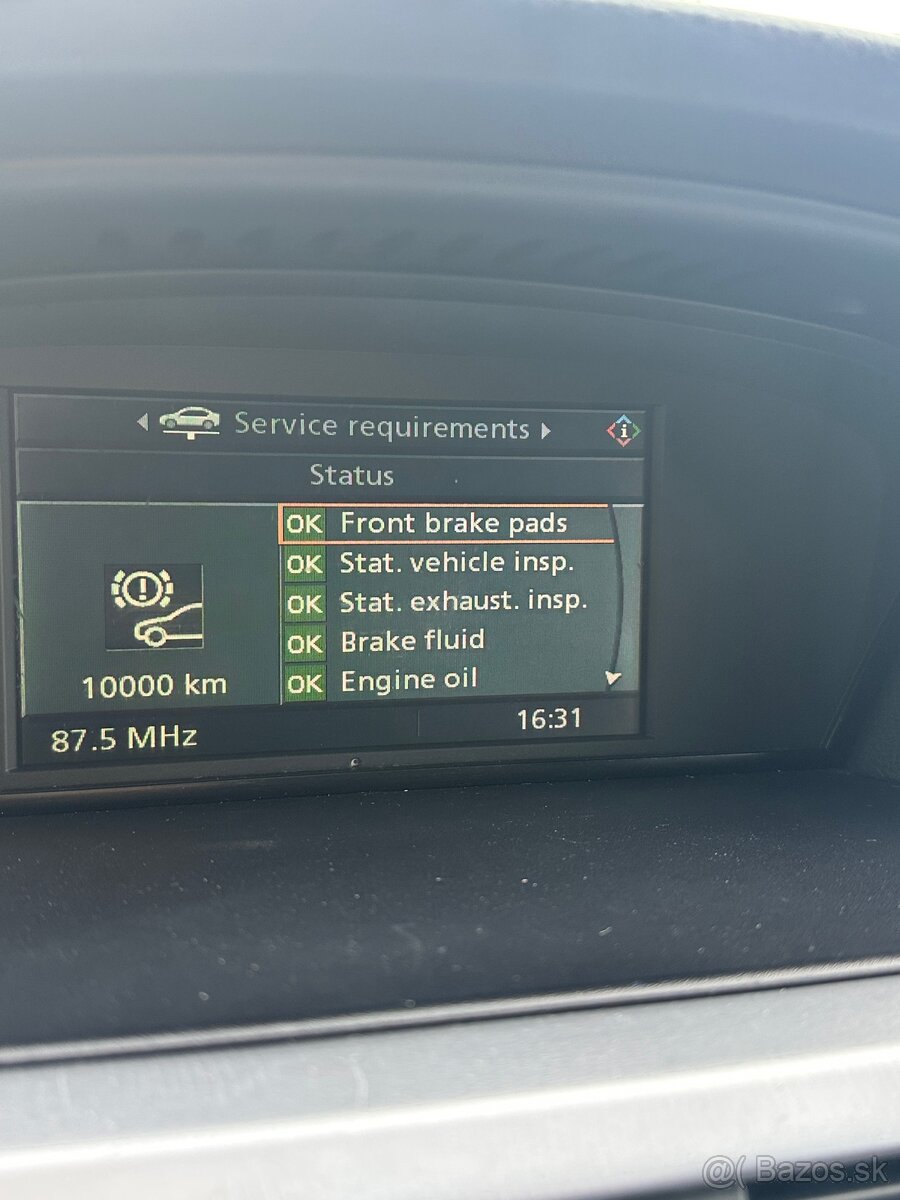 Service requirements
i
Status
OK Front brake pads
OK Stat. vehicle insp.
OK Stat. exhaust. insp.
OK Brake fluid
OK Engine oil
10000 km
87.5 MHz
16:31
@( Bazos.sk